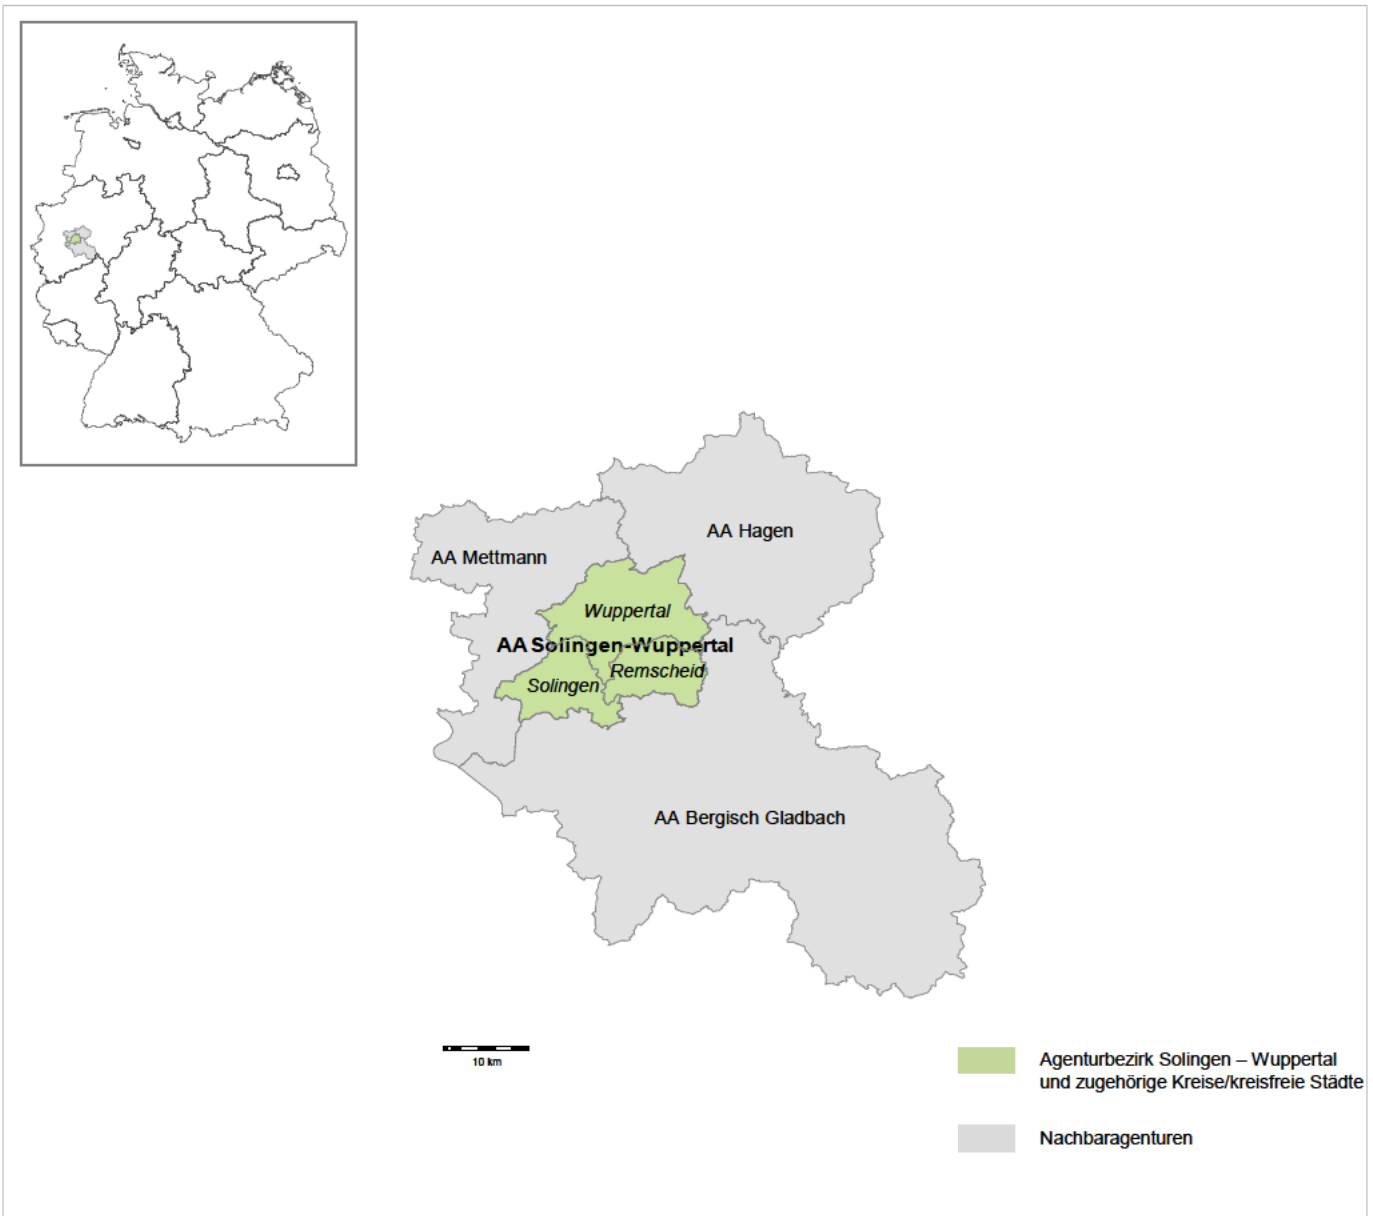 AA Hagen
AA Mettmann
Wuppertal
AA Solingen-Wuppertal
Remscheid
Solingen
AA Bergisch Gladbach
10 km
Agenturbezirk Solingen – Wuppertal
und zugehörige Kreise/kreisfreie Städte
Nachbaragenturen